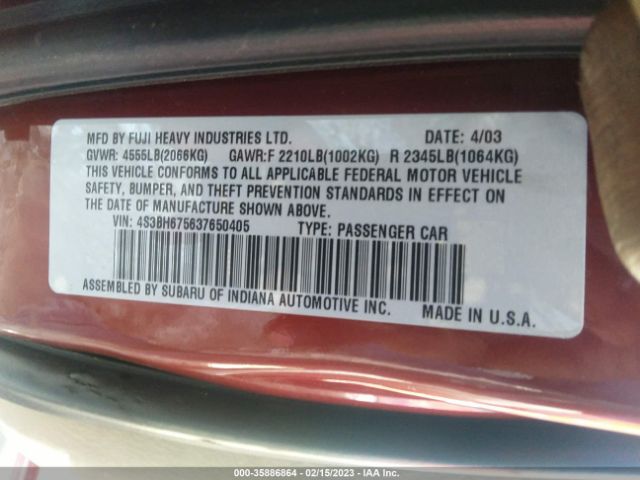 MFD BY FUJI HEAVY INDUSTRIES LTD. DATE: 4/03
GVWR: 4555LB(2066KG) GAWR:F 2210LB(1002KG) R 2345LB(1064KG)
THIS VEHICLE CONFORMS TO ALL APPLICABLE FEDERAL MOTOR VEHICLE
SAFETY, BUMPER, AND THEFT PREVENTION STANDARDS IN EFFECT ON
THE DATE OF MANUFACTURE SHOWN ABOVE.
VIN: 4S3BH675637650405 TYPE: PASSENGER CAR
ASSEMBLED BY SUBARU OF INDIANA AUTOMOTIVE INC. MADE IN U.S.A.
000-35886864 - 02/15/2023 - IAA Inc.